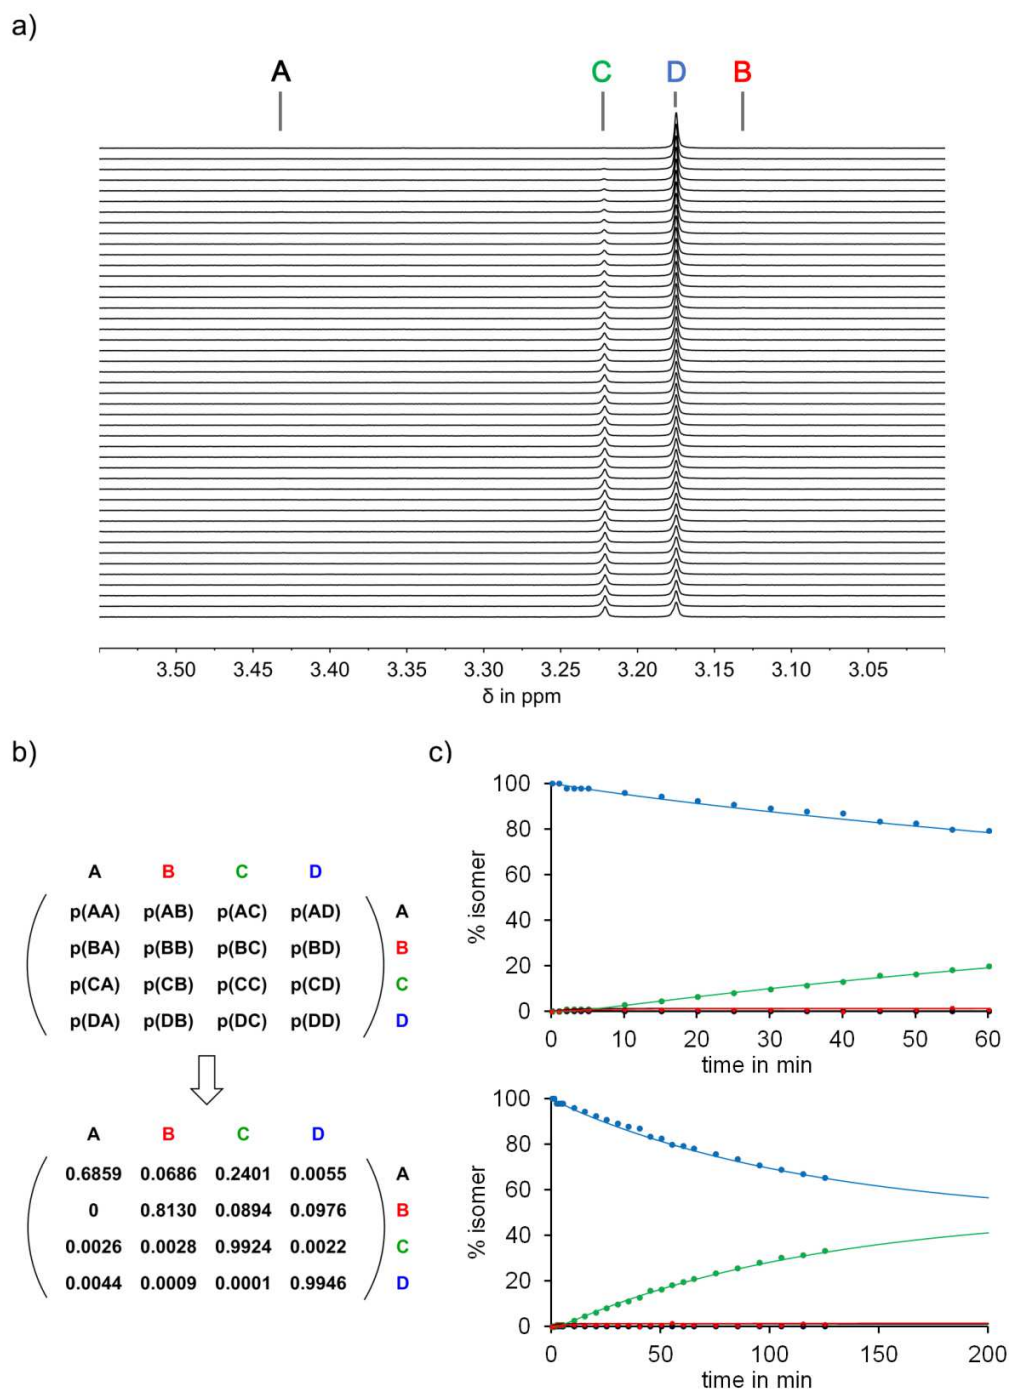 a)
A C D B
3.50 3.45 3.40 3.35 3.30 3.25 3.20 3.15 3.10 3.05
δ in ppm
b)
A B C D
p(AA) p(AB) p(AC) p(AD) A
p(BA) p(BB) p(BC) p(BD) B
p(CA) p(CB) p(CC) p(CD) C
p(DA) p(DB) p(DC) p(DD) D
A B C D
0.6859 0.0686 0.2401 0.0055 A
0 0.8130 0.0894 0.0976 B
0.0026 0.0028 0.9924 0.0022 C
0.0044 0.0009 0.0001 0.9946 D
c)
% isomer
100
80
60
40
20
0
0 10 20 30 40 50 60
time in min
% isomer
100
80
60
40
20
0
0 50 100 150 200
time in min